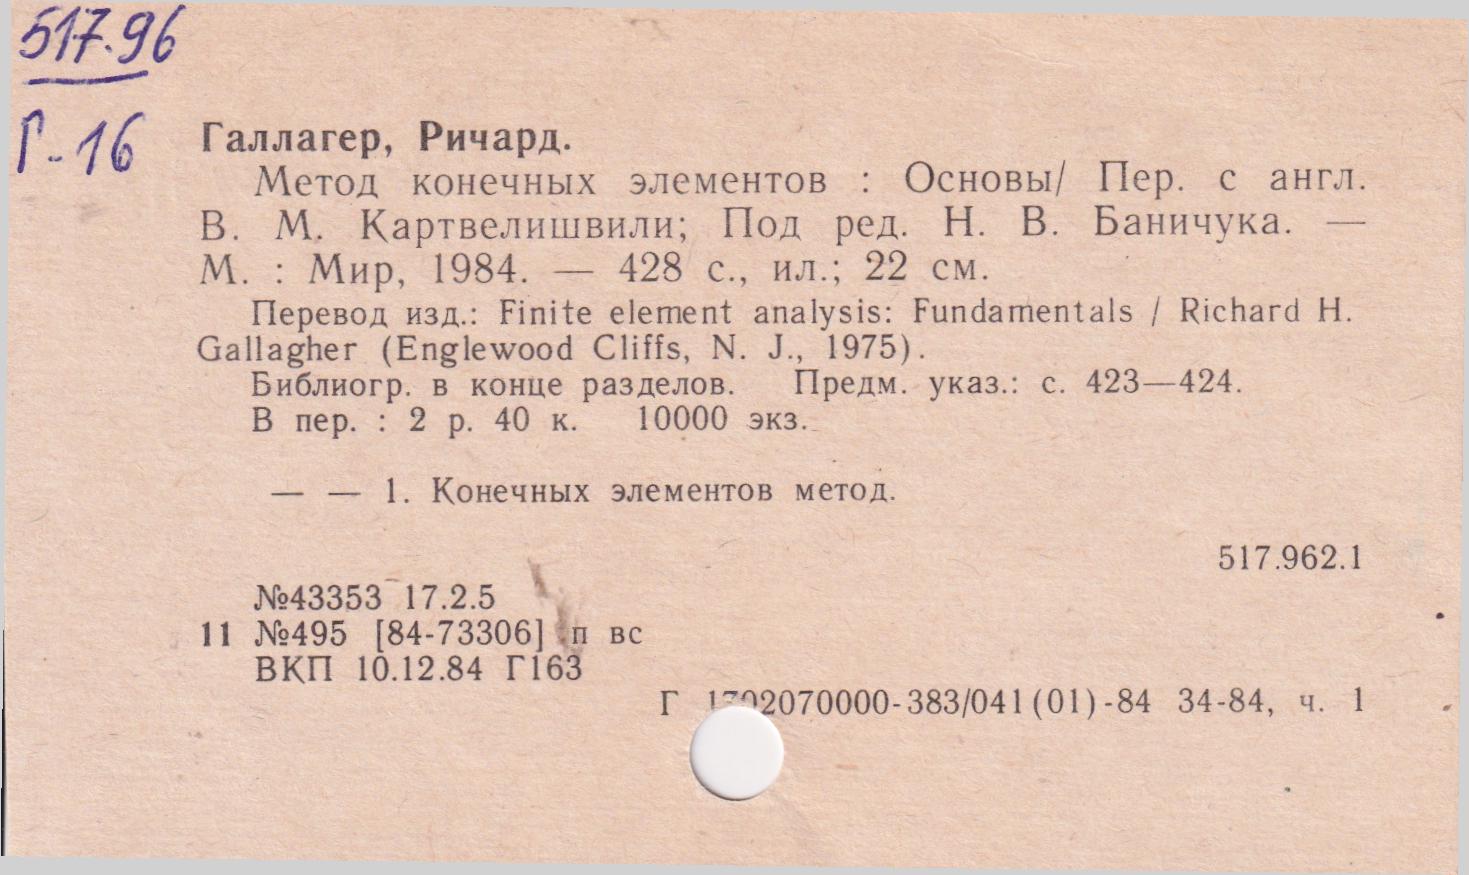 517.96
Г-16
Галлагер, Ричард.
Метод конечных элементов : Основы/ Пер. с англ.
В. М. Картвелишвили; Под ред. Н. В. Баничука. —
М. : Мир, 1984. — 428 с., ил.; 22 см.
Перевод изд.: Finite element analysis: Fundamentals / Richard H.
Gallagher (Englewood Cliffs, N. J., 1975).
Библиогр. в конце разделов. Предм. указ.: с. 423—424.
В пер. : 2 р. 40 к. 10000 экз.
— — 1. Конечных элементов метод.
517.962.1
№43353 17.2.5
11 №495 [84-73306] п вс
ВКП 10.12.84 Г163
Г 1702070000-383/041(01)-84 34-84, ч. 1